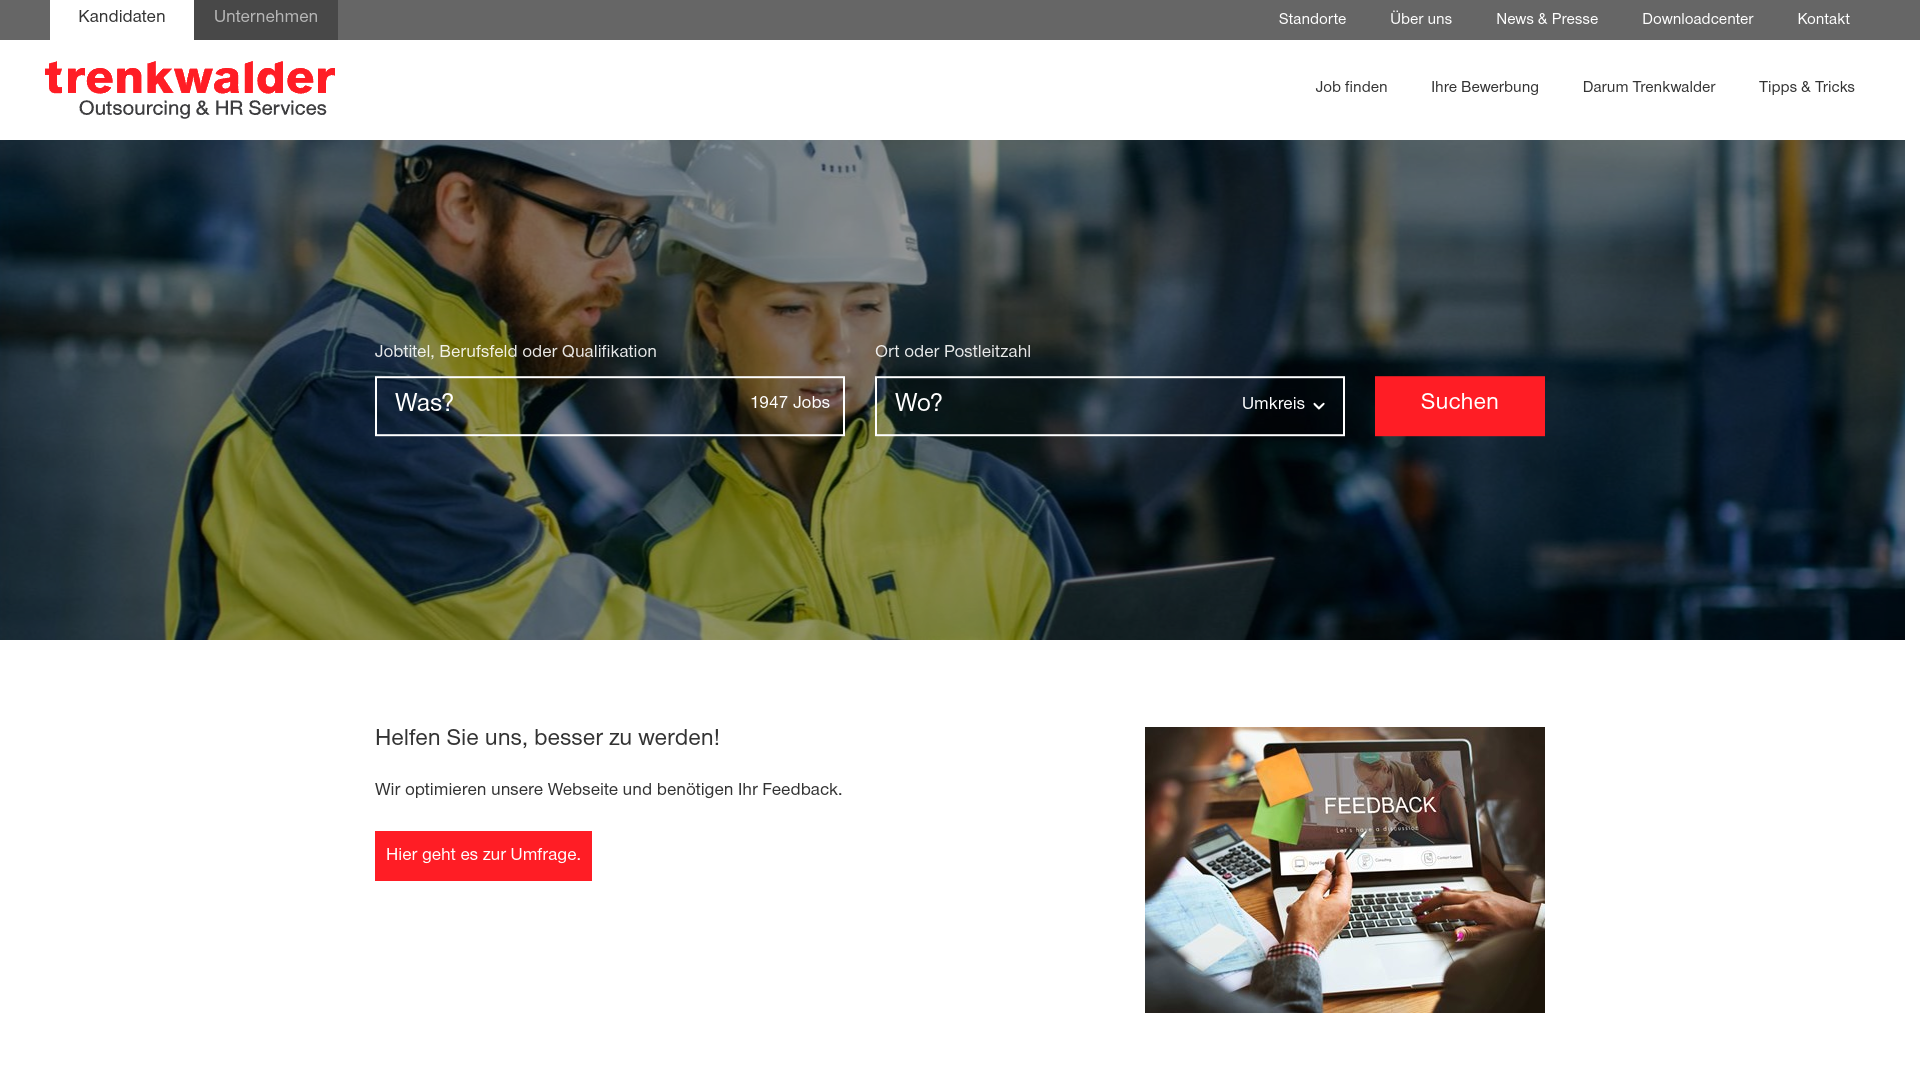 Kandidaten
Unternehmen
Standorte
Über uns
News & Presse
Downloadcenter
Kontakt
trenkwalder
Outsourcing & HR Services
Job finden
Ihre Bewerbung
Darum Trenkwalder
Tipps & Tricks
Jobtitel, Berufsfeld oder Qualifikation
Ort oder Postleitzahl
Was?
1947 Jobs
Wo?
Umkreis
Suchen
Helfen Sie uns, besser zu werden!
Wir optimieren unsere Webseite und benötigen Ihr Feedback.
Hier geht es zur Umfrage.
FEEDBACK
Let's have a discussion
Consulting